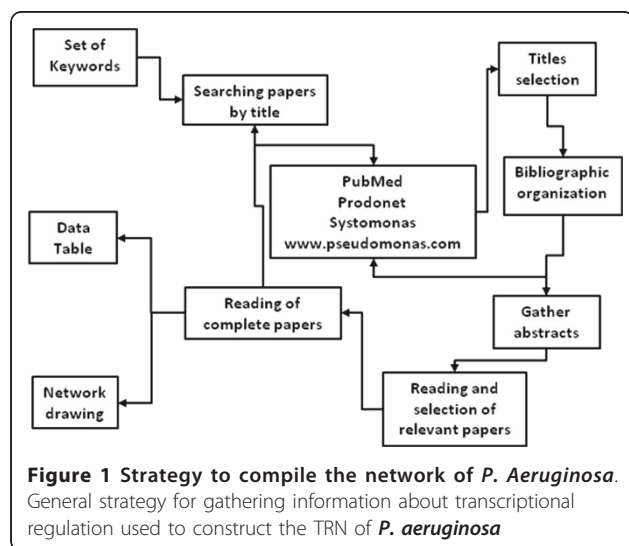 Set of
Keywords
Searching papers
by title
Titles
selection
PubMed
Prodonet
Systomonas
www.pseudomonas.com
Bibliographic
organization
Data
Table
Reading of
complete papers
Gather
abstracts
Network
drawing
Reading and
selection of
relevant papers
Figure 1 Strategy to compile the network of P. Aeruginosa.
General strategy for gathering information about transcriptional
regulation used to construct the TRN of P. aeruginosa